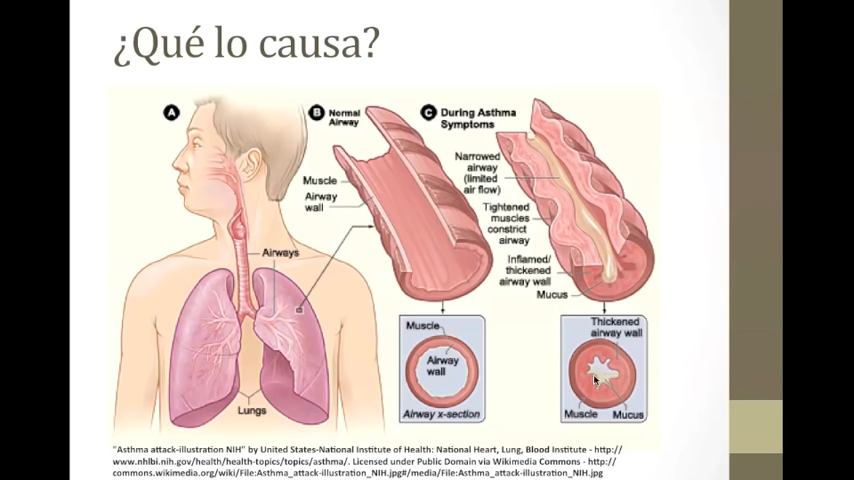 ¿Qué lo causa?
A
B Normal
Airway
C During Asthma
Symptoms
Muscle
Airway
wall
Airways
Lungs
Narrowed
airway
(limited
air flow)
Tightened
muscles
constrict
airway
Inflamed/
thickened
airway wall
Mucus
Muscle
Airway
wall
Airway x-section
Thickened
airway wall
Muscle
Mucus
"Asthma attack-illustration NIH" by United States-National Institute of Health: National Heart, Lung, Blood Institute - http://
www.nhlbi.nih.gov/health/health-topics/topics/asthma/. Licensed under Public Domain via Wikimedia Commons - http://
commons.wikimedia.org/wiki/File:Asthma_attack-illustration_NIH.jpg#/media/File:Asthma_attack-illustration_NIH.jpg